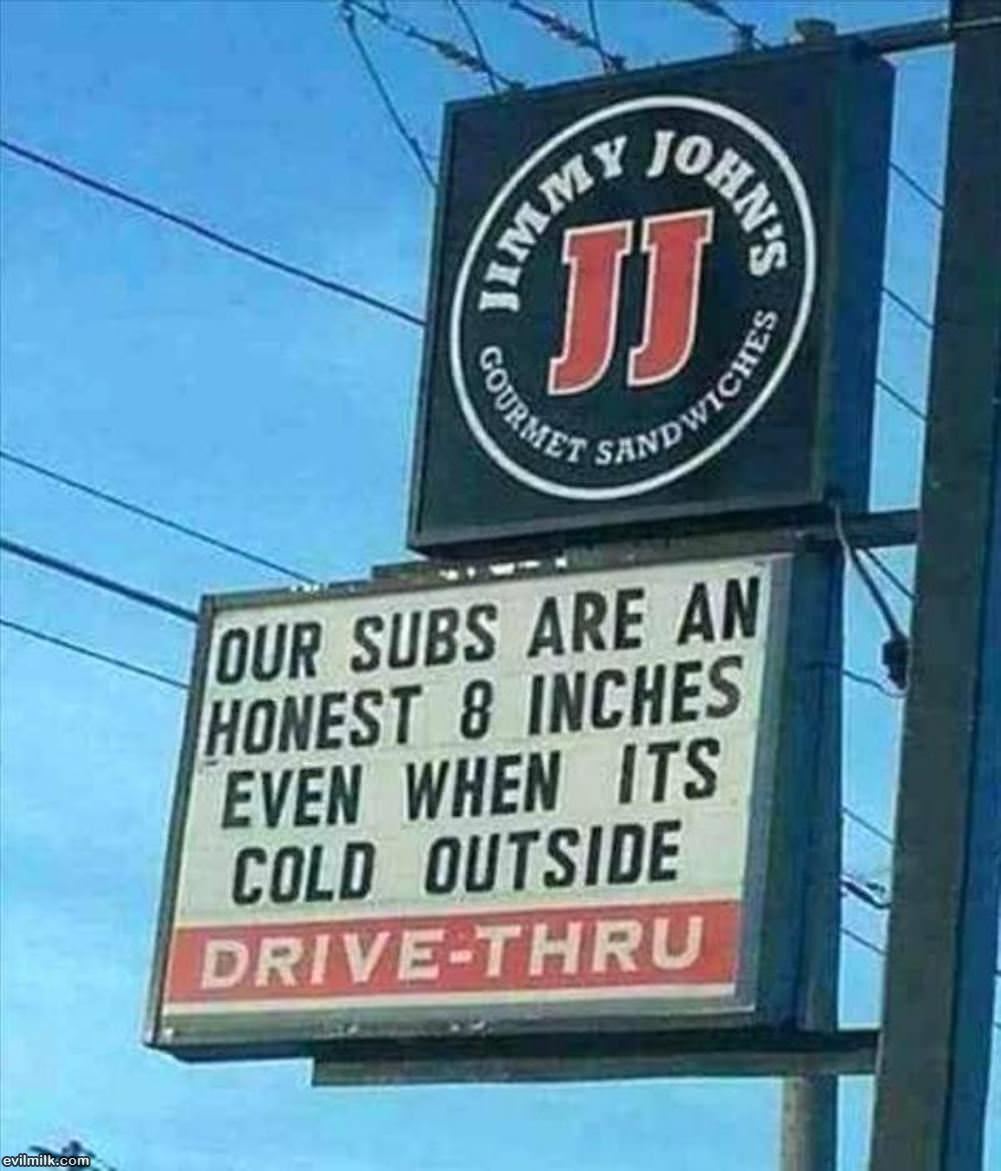 JIMMY JOHN'S
JJ
GOURMET SANDWICHES
OUR SUBS ARE AN
HONEST 8 INCHES
EVEN WHEN ITS
COLD OUTSIDE
DRIVE-THRU
evilmilk.com